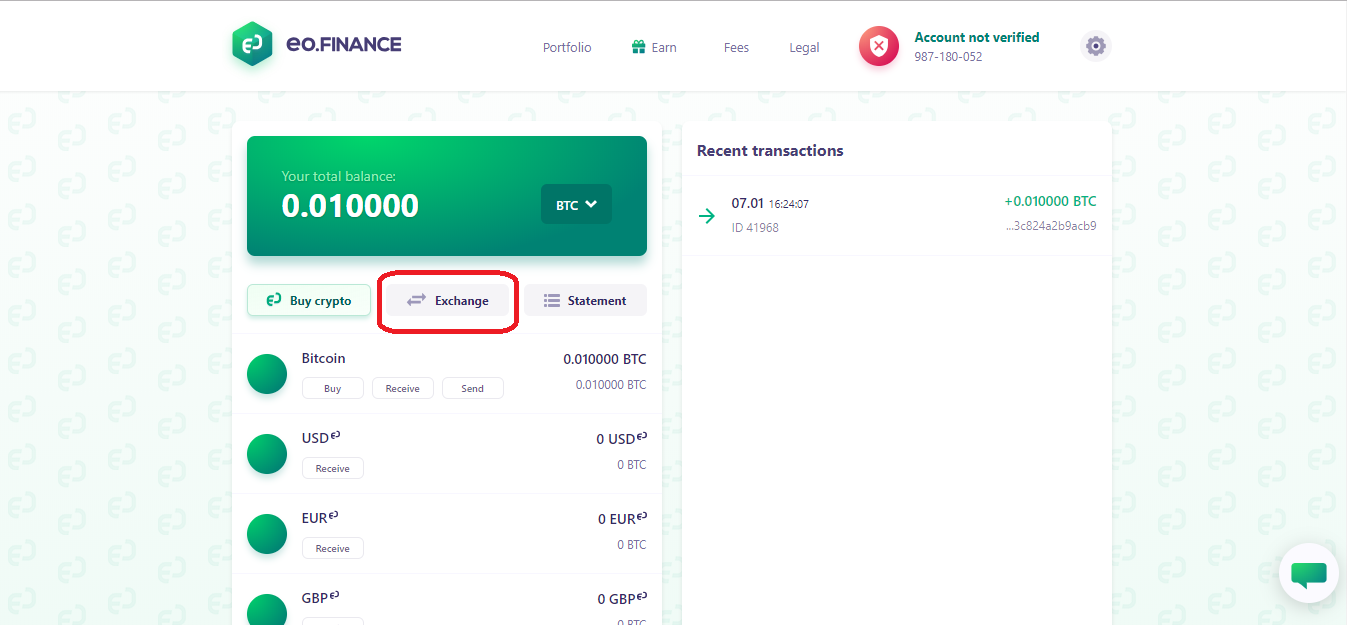 eo.FINANCE
Portfolio
Earn
Fees
Legal
Account not verified
987-180-052
Your total balance:
0.010000
BTC
Buy crypto
Exchange
Statement
Bitcoin
0.010000 BTC
Buy
Receive
Send
0.010000 BTC
USD
0 USD
Receive
0 BTC
EUR
0 EUR
Receive
0 BTC
GBP
0 GBP
0 BTC
Recent transactions
07.01 16:24:07
+0.010000 BTC
ID 41968
...3c824a2b9acb9